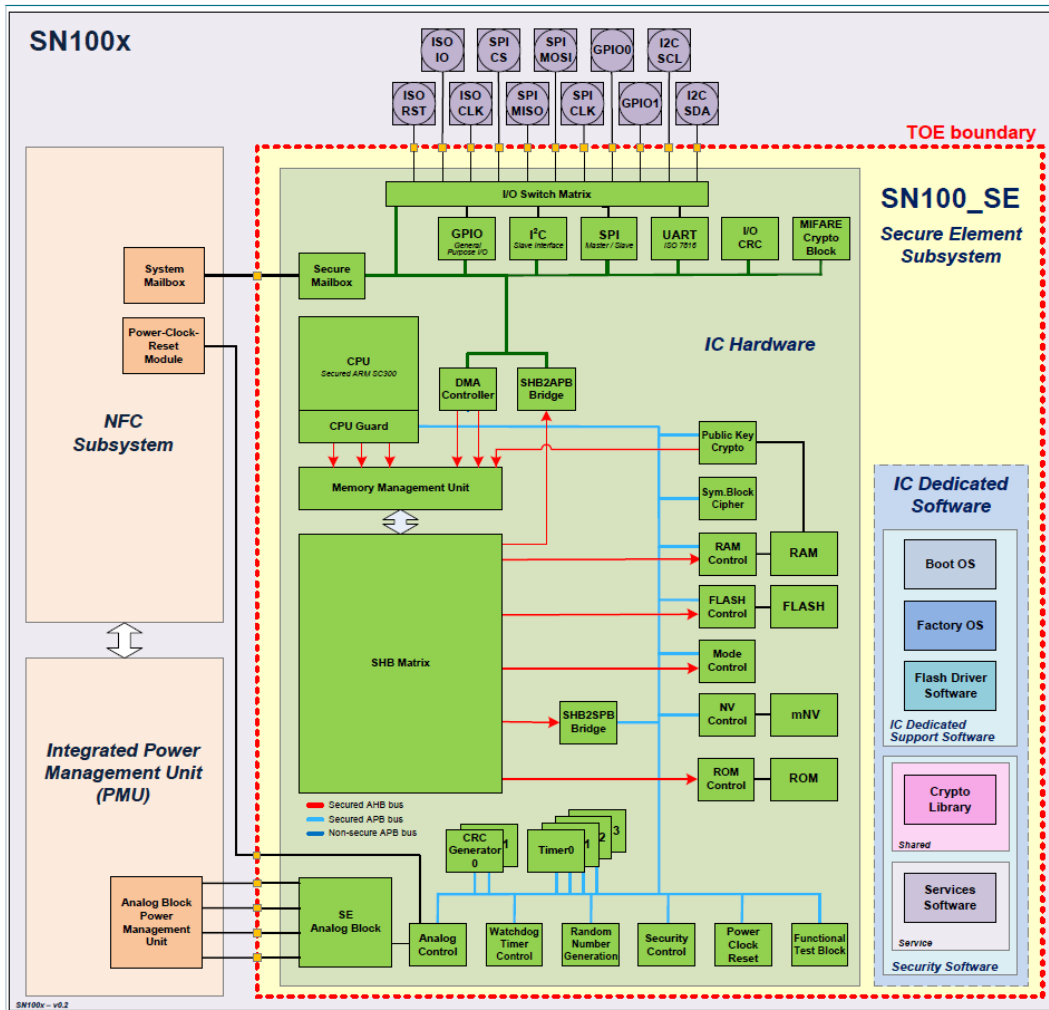 SN100x
ISO
IO
SPI
CS
SPI
MOSI
GPIO0
I2C
SCL
ISO
RST
ISO
CLK
SPI
MISO
SPI
CLK
GPIO1
I2C
SDA
TOE boundary
I/O Switch Matrix
SN100_SE
Secure Element
Subsystem
GPIO
General
Purpose I/O
I²C
Slave Interface
SPI
Master / Slave
UART
ISO 7816
I/O
CRC
MIFARE
Crypto
Block
System
Mailbox
Secure
Mailbox
Power-Clock-
Reset
Module
IC Hardware
CPU
Secured ARM SC300
CPU Guard
DMA
Controller
SHB2APB
Bridge
NFC
Subsystem
Public Key
Crypto
Memory Management Unit
Sym.Block
Cipher
IC Dedicated
Software
RAM
Control
RAM
Boot OS
FLASH
Control
FLASH
Factory OS
SHB Matrix
Mode
Control
Flash Driver
Software
SHB2SPB
Bridge
NV
Control
mNV
IC Dedicated
Support Software
Integrated Power
Management Unit
(PMU)
ROM
Control
ROM
Crypto
Library
Shared
Secured AHB bus
Secured APB bus
Non-secure APB bus
CRC
Generator
0
1
Timer0
1
2
3
Analog Block
Power
Management
Unit
SE
Analog Block
Analog
Control
Watchdog
Timer
Control
Random
Number
Generation
Security
Control
Power
Clock
Reset
Functional
Test Block
Services
Software
Service
Security Software
SN100x – v0.2